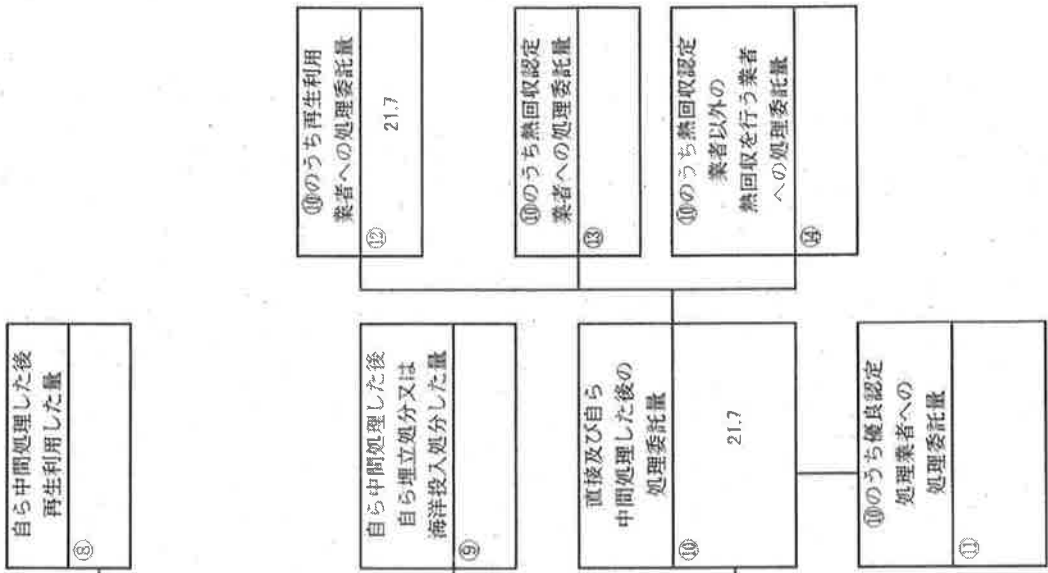 自ら中間処理した後
再生利用した量
⑧
自ら中間処理した後
自ら埋立処分又は
海洋投入処分した量
⑨
直接及び自ら
中間処理した後の
処理委託量
⑩
21.7
⑩のうち優良認定
処理業者への
処理委託量
⑪
⑩のうち再生利用
業者への処理委託量
⑫
21.7
⑩のうち熱回収認定
業者への処理委託量
⑬
⑩のうち熱回収認定
業者以外の
熱回収を行う業者
への処理委託量
⑭